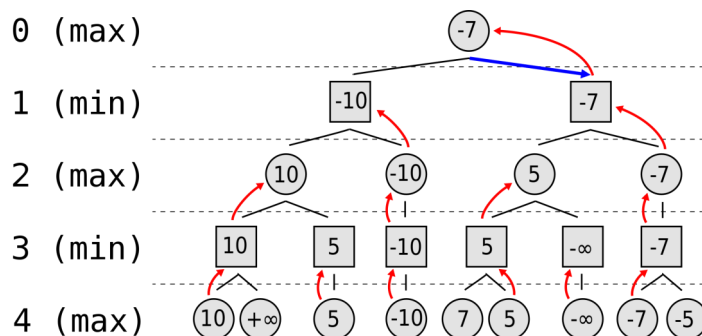 0 (max) -7
1 (min) -10 -7
2 (max) 10 -10 5 -7
3 (min) 10 5 -10 5 -∞ -7
4 (max) 10 +∞ 5 -10 7 5 -∞ -7 -5